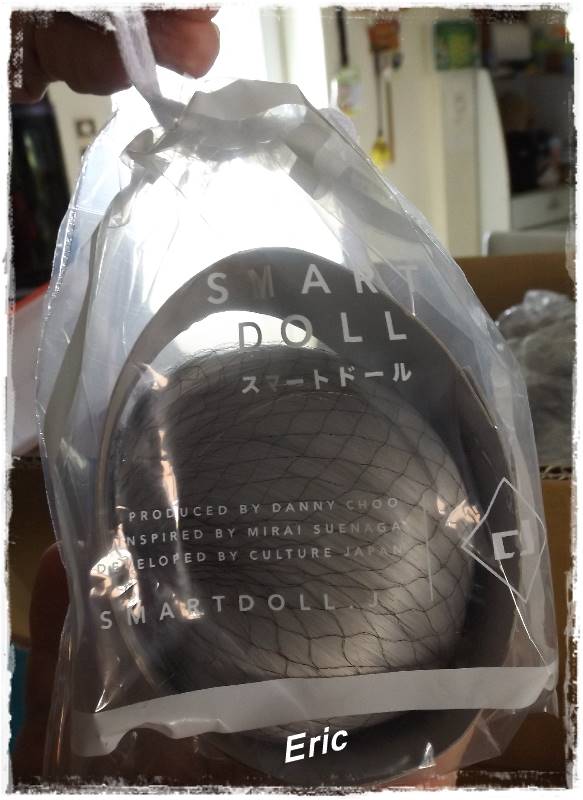 SMART
DOLL
スマートドール
PRODUCED BY DANNY CHOO
INSPIRED BY MIRAI SUENAGA
DEVELOPED BY CULTURE JAPAN
SMARTDOLL.J
Eric